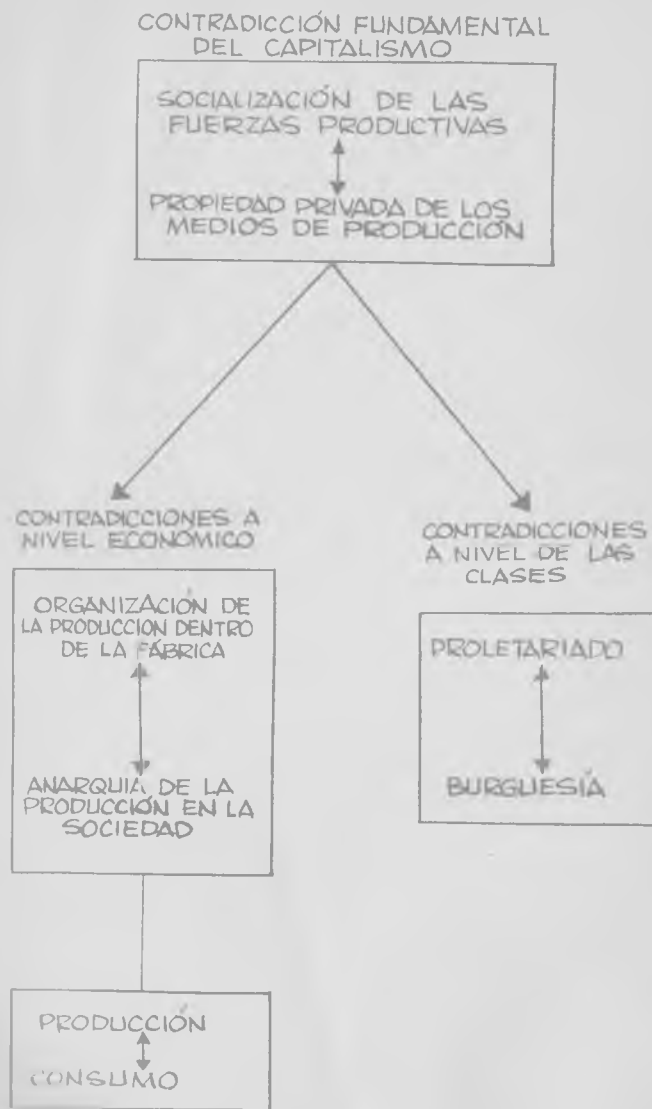 CONTRADICCIÓN FUNDAMENTAL
DEL CAPITALISMO
SOCIALIZACIÓN DE LAS
FUERZAS PRODUCTIVAS
PROPIEDAD PRIVADA DE LOS
MEDIOS DE PRODUCCIÓN
CONTRADICCIONES A
NIVEL ECONÓMICO
ORGANIZACIÓN DE
LA PRODUCCION DENTRO
DE LA FÁBRICA
ANARQUIA DE LA
PRODUCCIÓN EN LA
SOCIEDAD
PRODUCCIÓN
CONSUMO
CONTRADICCIONES
A NIVEL DE LAS
CLASES
PROLETARIADO
BURGUESÍA